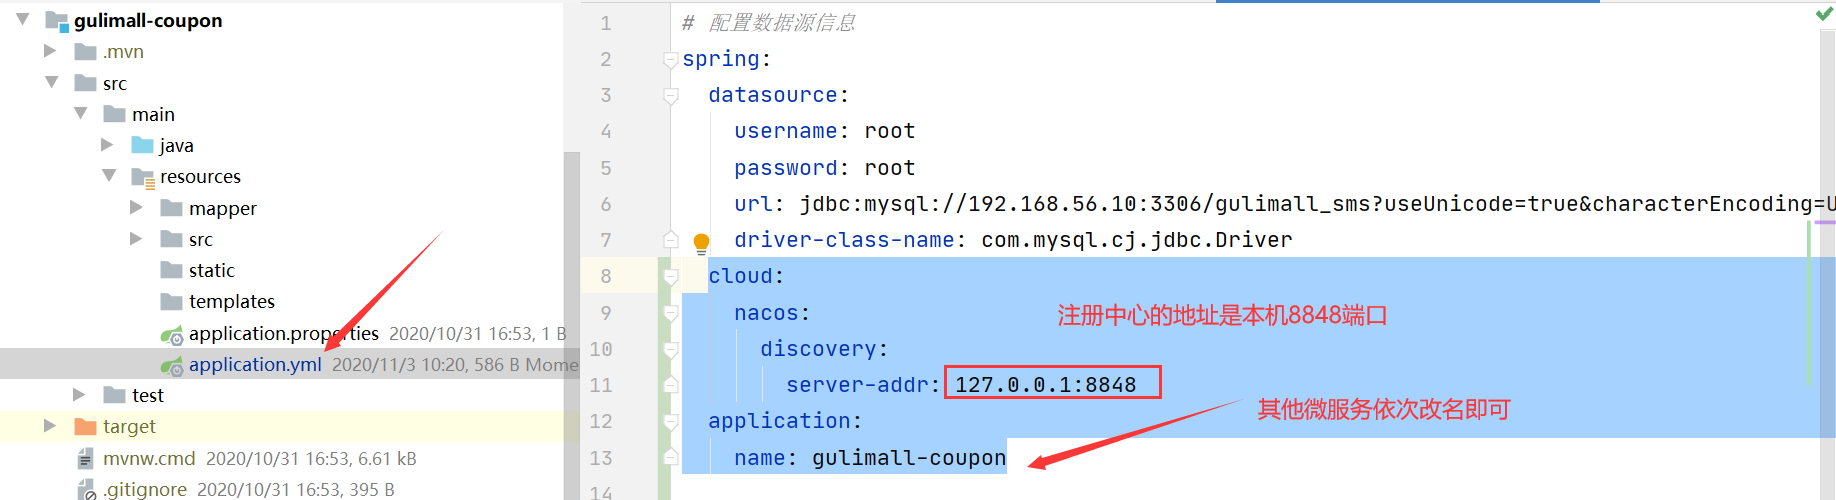 gulimall-coupon
.mvn
src
main
java
resources
mapper
src
static
templates
application.properties 2020/10/31 16:53, 1 B
application.yml 2020/11/3 10:20, 586 B Mome
test
target
mvnw.cmd 2020/10/31 16:53, 6.61 kB
.gitignore 2020/10/31 16:53, 395 B
1 # 配置数据源信息
2 spring:
3 datasource:
4 username: root
5 password: root
6 url: jdbc:mysql://192.168.56.10:3306/gulimall_sms?useUnicode=true&characterEncoding=U
7 driver-class-name: com.mysql.cj.jdbc.Driver
8 cloud:
9 nacos:
注册中心的地址是本机8848端口
10 discovery:
11 server-addr: 127.0.0.1:8848
12 application:
其他微服务依次改名即可
13 name: gulimall-coupon
14